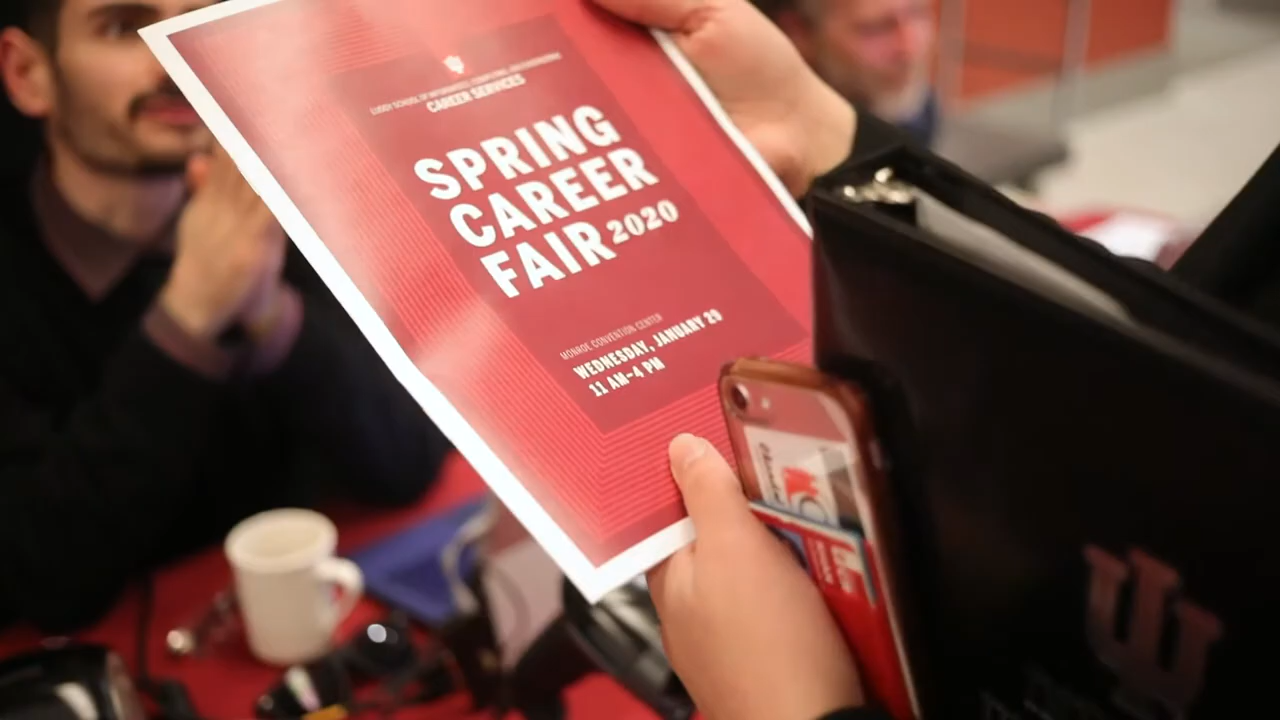 LUDDY SCHOOL OF INFORMATICS, COMPUTING, AND ENGINEERING
CAREER SERVICES
SPRING
CAREER
FAIR 2020
MONROE CONVENTION CENTER
WEDNESDAY, JANUARY 29
11 AM–4 PM